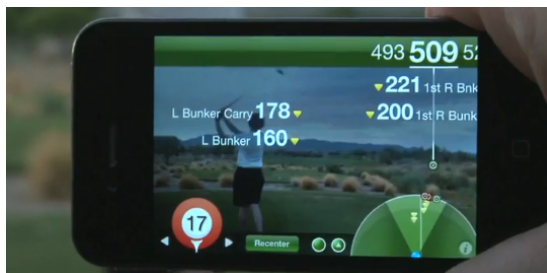 493 509 52
221 1st R Bnk
L Bunker Carry 178
200 1st R Bunk
L Bunker 160
17
Recenter
i